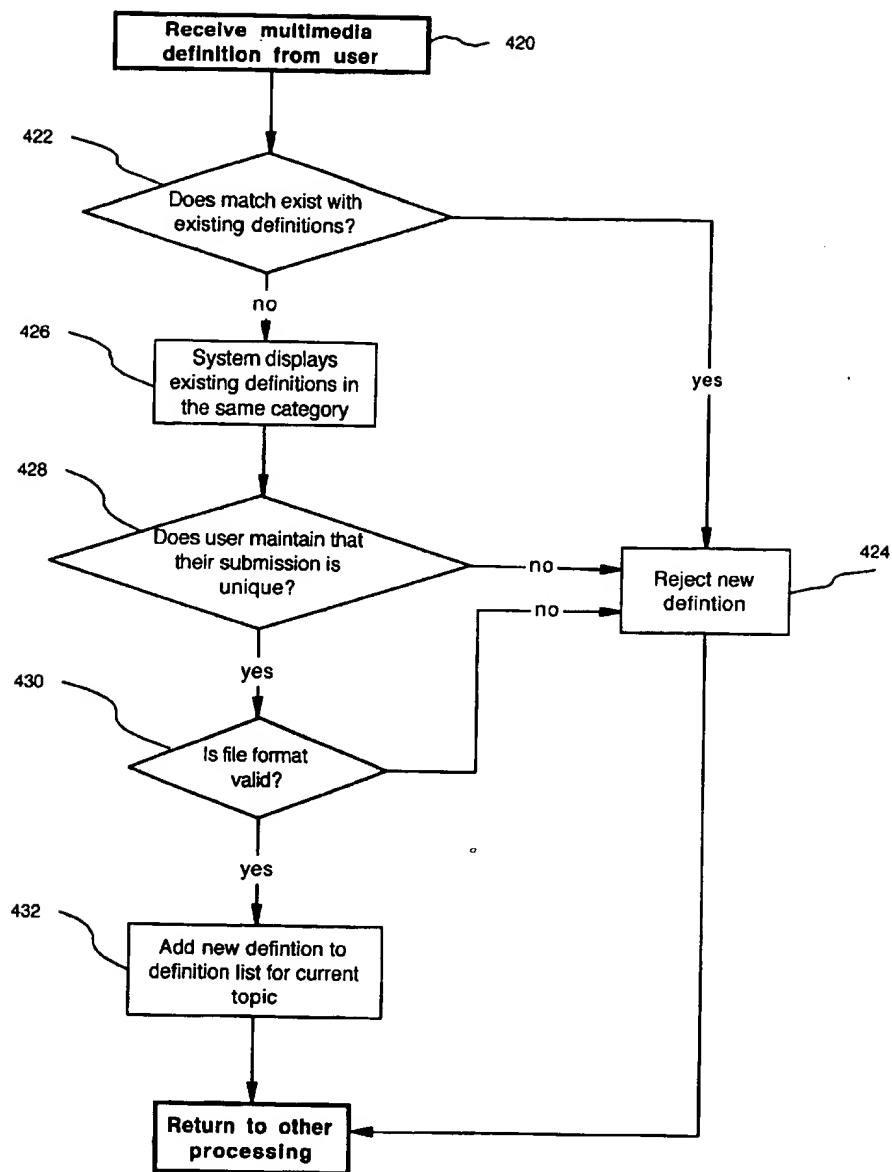 Receive multimedia
definition from user
420
422
Does match exist with
existing definitions?
no
yes
426
System displays
existing definitions in
the same category
428
Does user maintain that
their submission is
unique?
no
424
Reject new
defintion
no
yes
430
Is file format
valid?
yes
432
Add new defintion to
definition list for current
topic
Return to other
processing